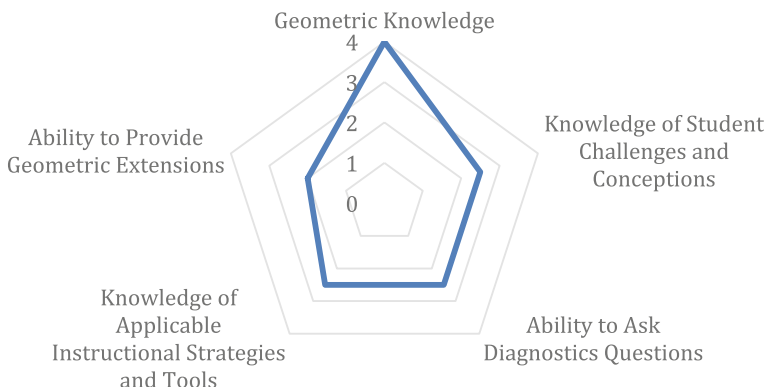 Geometric Knowledge
4
3
2
1
0
Knowledge of Student
Challenges and
Conceptions
Ability to Ask
Diagnostics Questions
Knowledge of
Applicable
Instructional Strategies
and Tools
Ability to Provide
Geometric Extensions